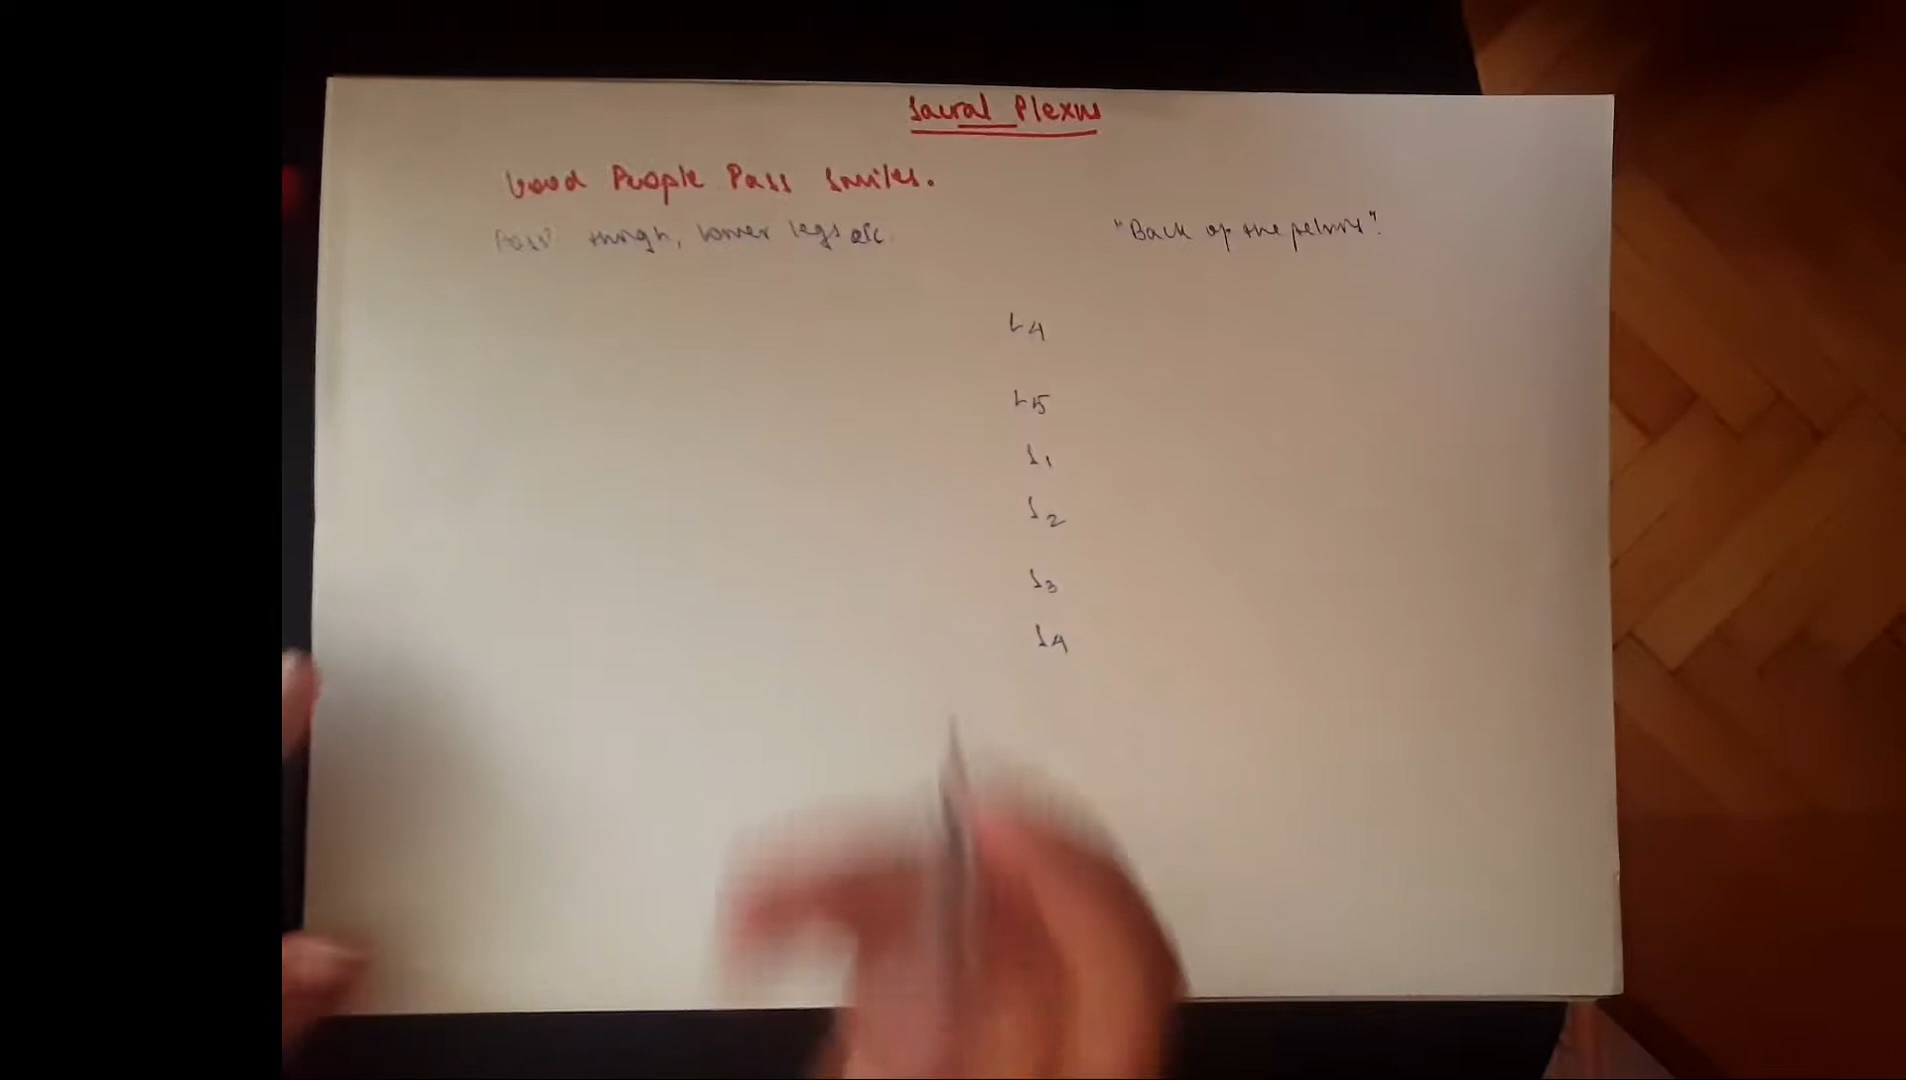 Sacral Plexus
Good People Pass Smiles.
Post thigh, lower legs etc.
"Back of the pelvis".
L4
L5
S1
S2
S3
S4